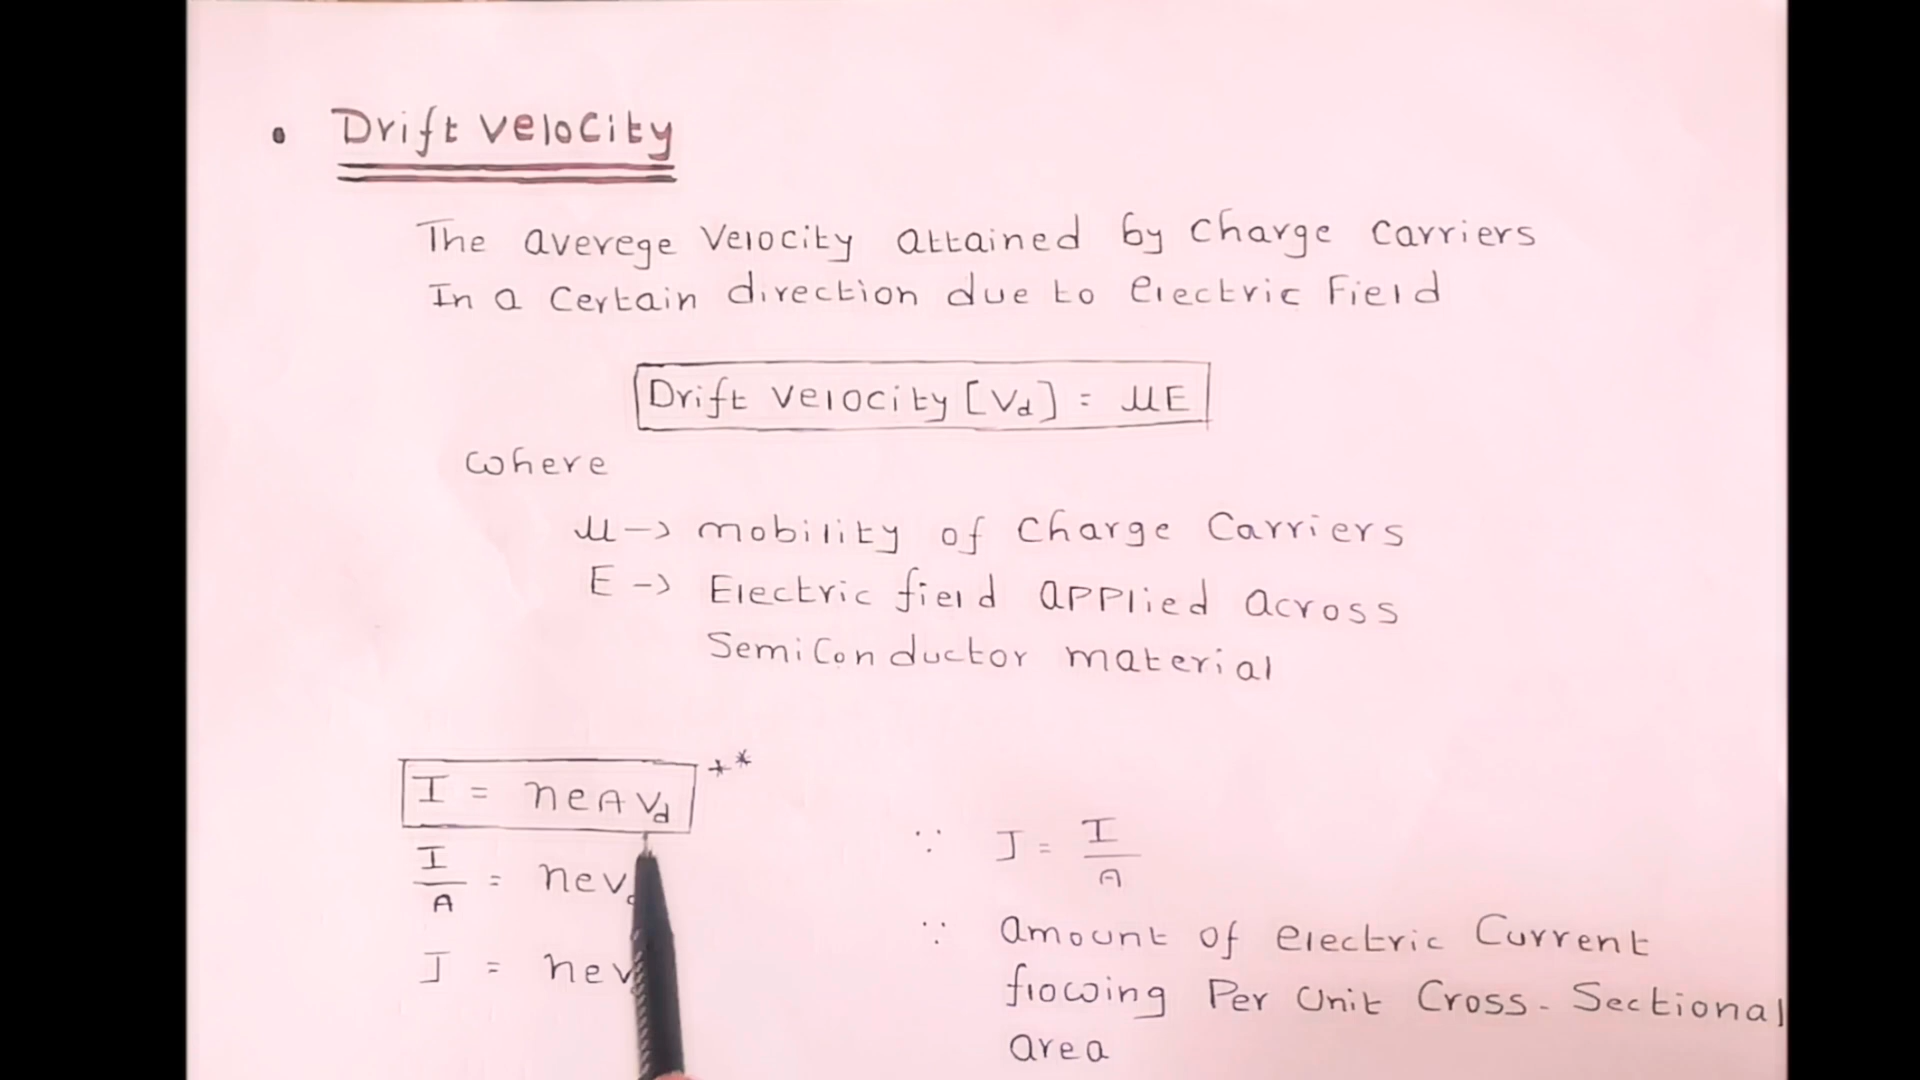 • Drift velocity
The averege velocity attained by charge carriers
In a certain direction due to electric field
Drift velocity [Vd] = μE
where
μ -> mobility of charge carriers
E -> Electric field applied across
Semiconductor material
I = neAVd **
I/A = nev
J = nev
∵ J = I/A
∵ amount of electric current
flowing per unit cross-sectional
area